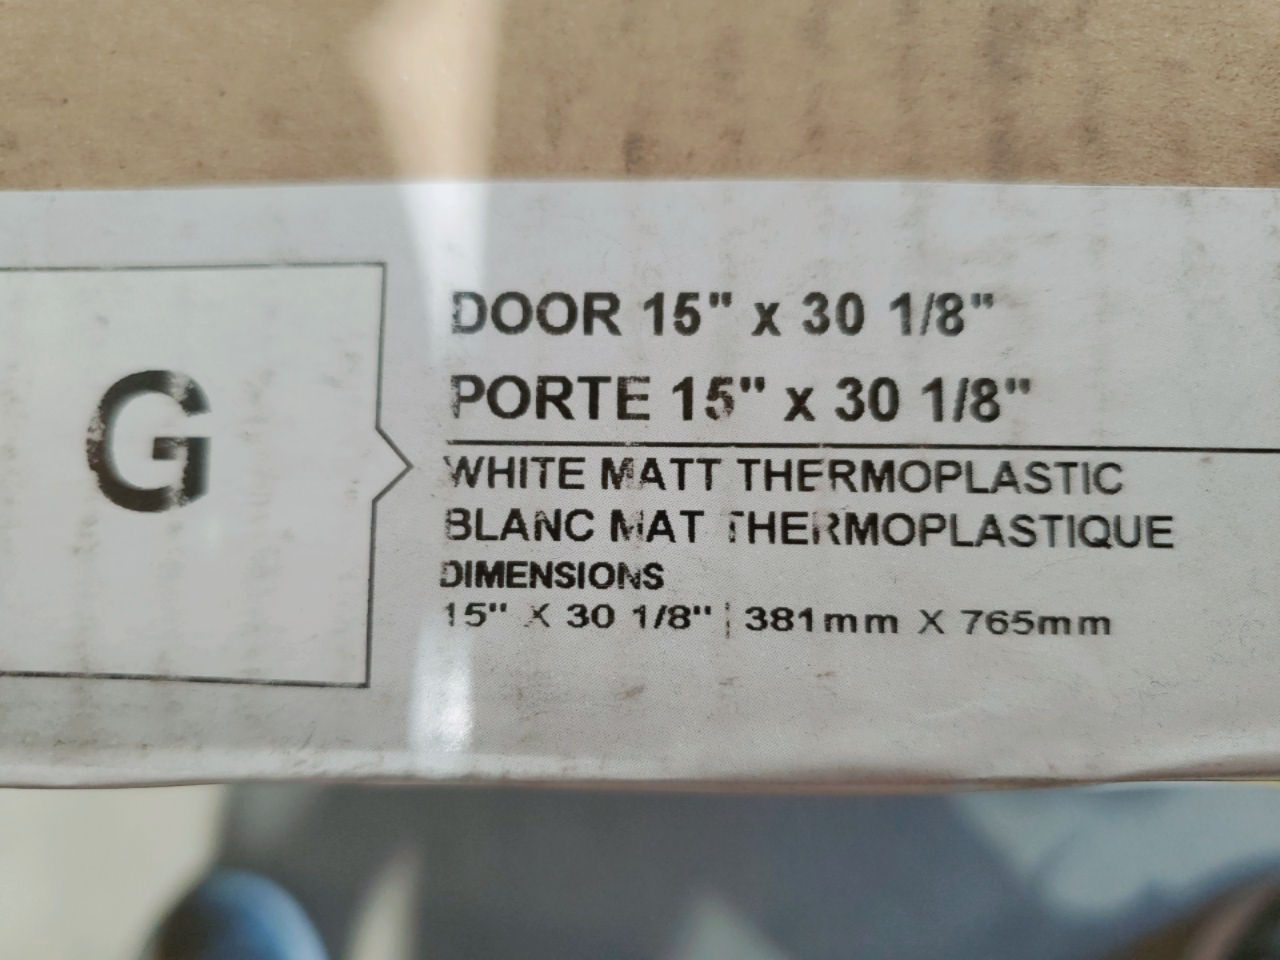 G
DOOR 15" x 30 1/8"
PORTE 15" x 30 1/8"
WHITE MATT THERMOPLASTIC
BLANC MAT THERMOPLASTIQUE
DIMENSIONS
15" X 30 1/8" | 381mm X 765mm